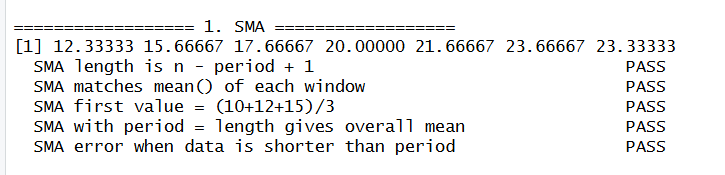 ================= 1. SMA ==================
[1] 12.33333 15.66667 17.66667 20.00000 21.66667 23.66667 23.33333
SMA length is n - period + 1 PASS
SMA matches mean() of each window PASS
SMA first value = (10+12+15)/3 PASS
SMA with period = length gives overall mean PASS
SMA error when data is shorter than period PASS